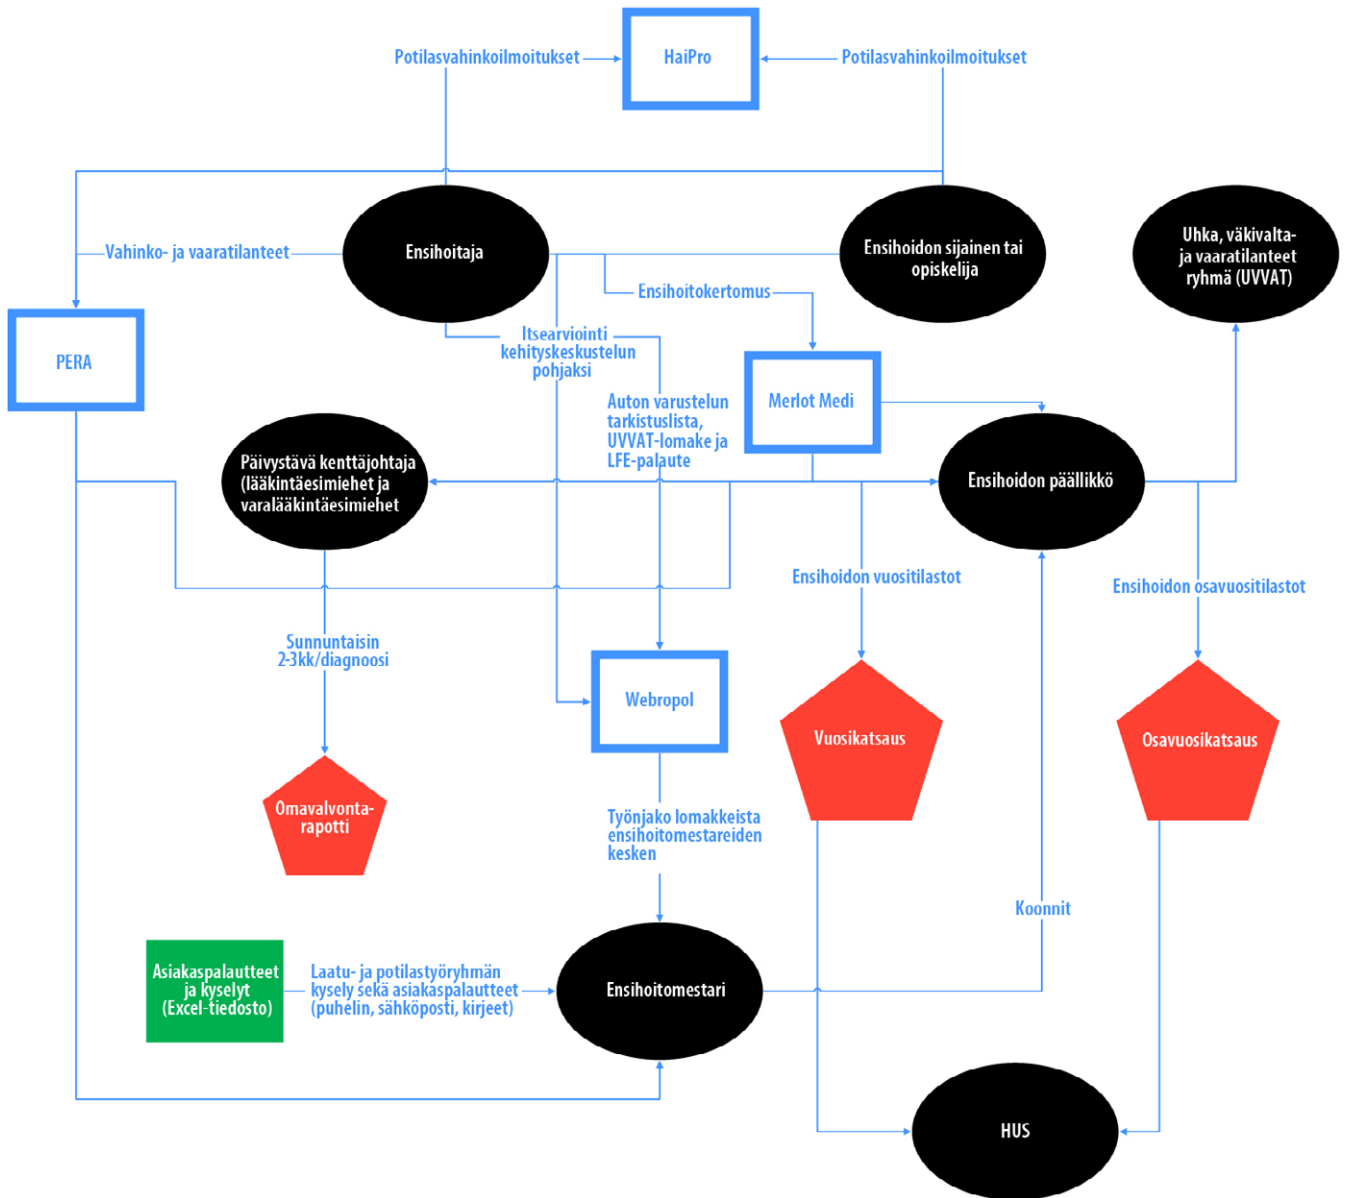 Potilasvahinkoilmoitukset
HaiPro
Potilasvahinkoilmoitukset
Vahinko- ja vaaratilanteet
Ensihoitaja
Ensihoidon sijainen tai
opiskelija
Uhka, väkivalta-
ja vaaratilanteet
ryhmä (UVVAT)
Ensihoitokertomus
PERA
Itsearviointi
kehityskeskustelun
pohjaksi
Merlot Medi
Auton varustelun
tarkistuslista,
UVVAT-lomake ja
LFE-palaute
Päivystävä kenttäjohtaja
(lääkintäesimiehet ja
varalääkintäesimiehet
Ensihoidon päällikkö
Ensihoidon vuositilastot
Ensihoidon osavuositilastot
Sunnuntaisin
2-3kk/diagnoosi
Webropol
Vuosikatsaus
Osavuosikatsaus
Omavalvonta-
rapotti
Työnjako lomakkeista
ensihoitomestareiden
kesken
Koonnit
Asiakaspalautteet
ja kyselyt
(Excel-tiedosto)
Laatu- ja potilastyöryhmän
kysely sekä asiakaspalautteet
(puhelin, sähköposti, kirjeet)
Ensihoitomestari
HUS